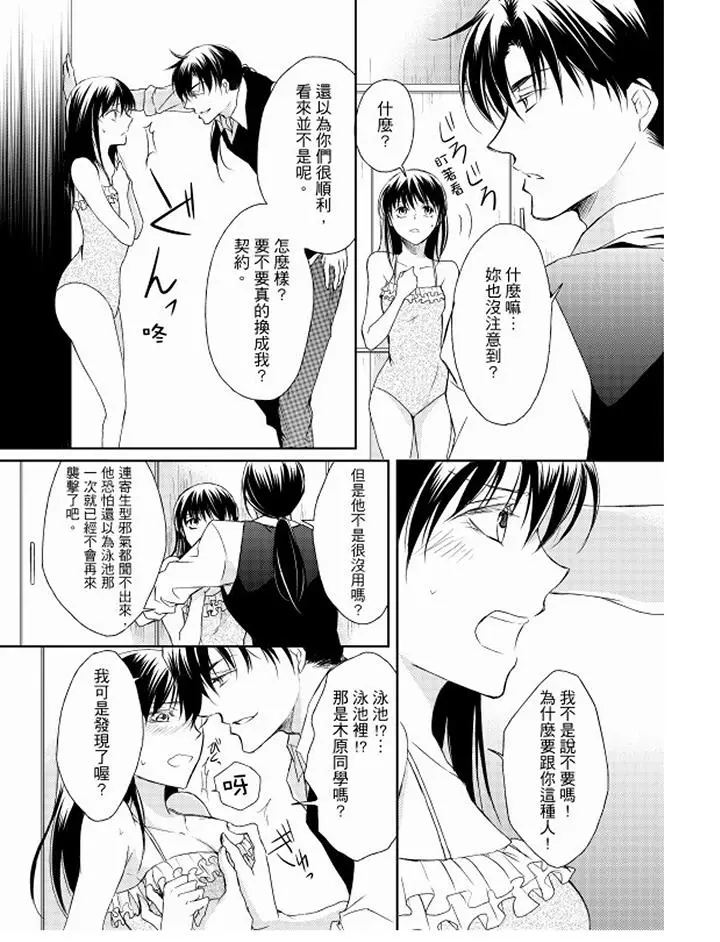 什麼？
じろ
じろ
盯著看
什麼嘛…
妳也沒注意到？
還以為你們很順利，
看來並不是呢。
怎麼樣？
要不要真的換成我？
契約。
どん
咚
我不是說不要嗎！
為什麼要跟你這種人！
但是他不是很沒用嗎？
連寄生型邪氣都聞不出來，
他恐怕還以為泳池那
一次就已經不會再來
襲擊了吧。
泳池!?…
泳池裡!?
那是木原同學嗎？
呀
我可是發現了喔？